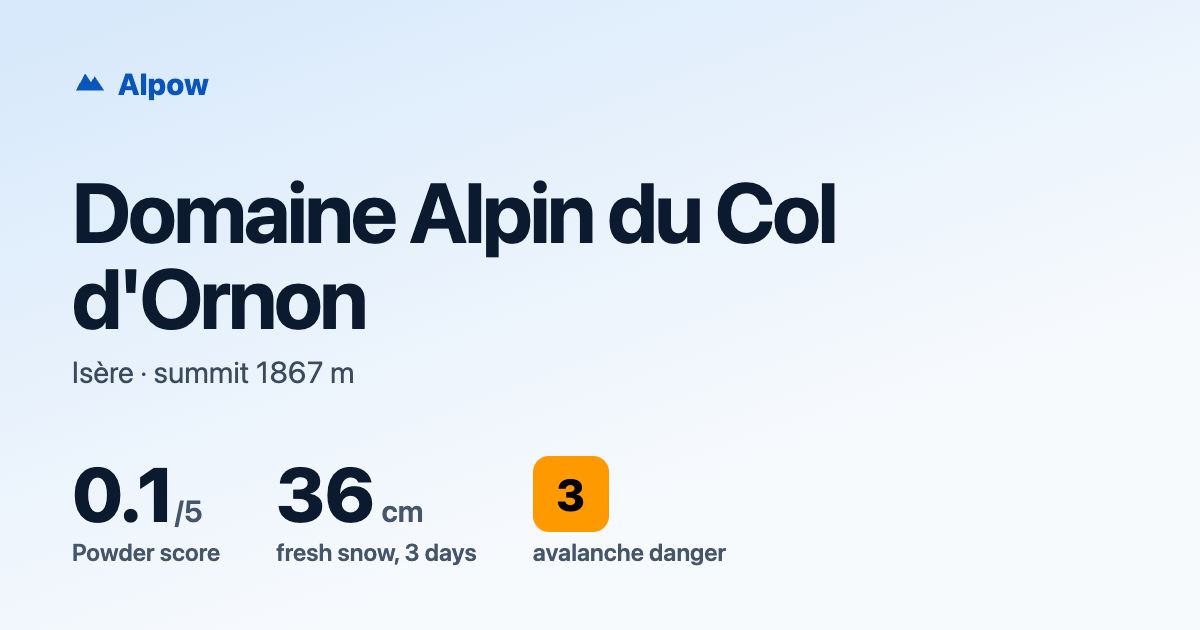 Alpow
Domaine Alpin du Col
d'Ornon
Isère · summit 1867 m
0.1/5
Powder score
36 cm
fresh snow, 3 days
3
avalanche danger